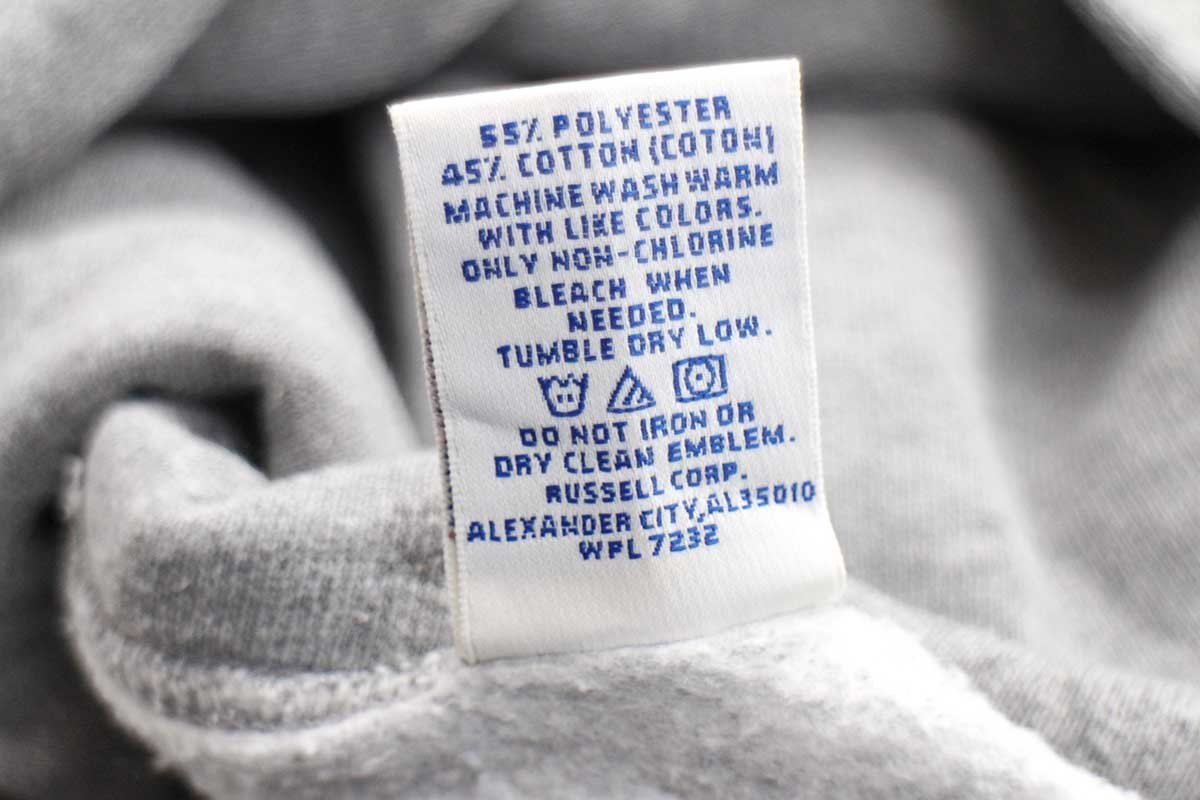 55% POLYESTER
45% COTTON (COTON)
MACHINE WASH WARM
WITH LIKE COLORS.
ONLY NON-CHLORINE
BLEACH WHEN
NEEDED.
TUMBLE DRY LOW.
DO NOT IRON OR
DRY CLEAN EMBLEM.
RUSSELL CORP.
ALEXANDER CITY,AL35010
WPL 7232